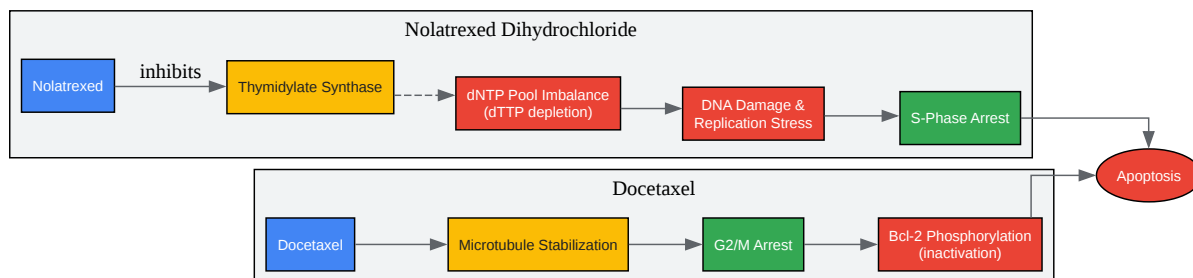 Nolatrexed Dihydrochloride
Nolatrexed
inhibits
Thymidylate Synthase
dNTP Pool Imbalance
(dTTP depletion)
DNA Damage &
Replication Stress
S-Phase Arrest
Apoptosis
Docetaxel
Docetaxel
Microtubule Stabilization
G2/M Arrest
Bcl-2 Phosphorylation
(inactivation)